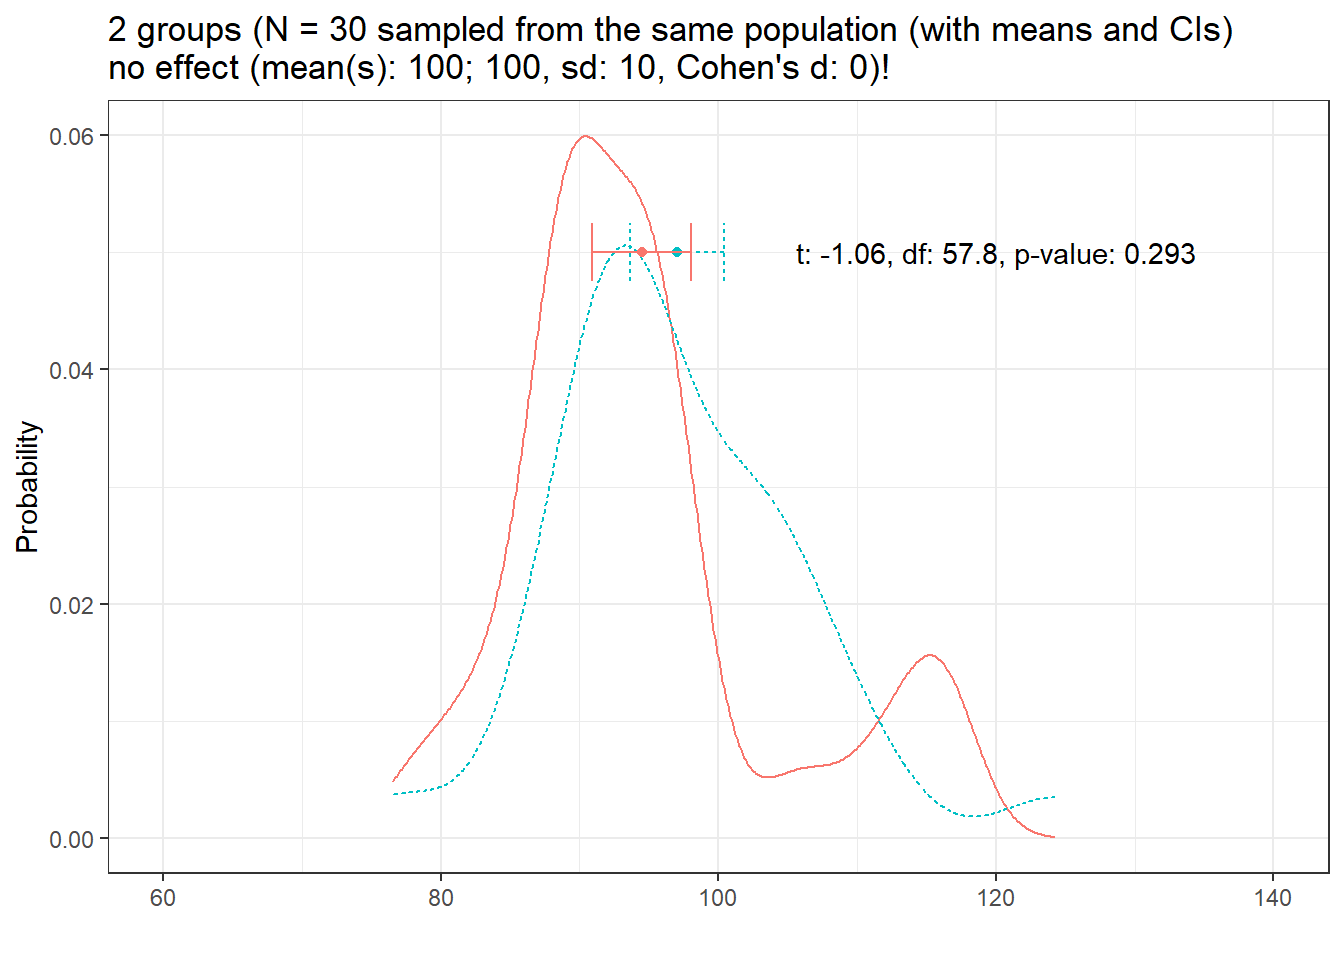 2 groups (N = 30 sampled from the same population (with means and CIs)
no effect (mean(s): 100; 100, sd: 10, Cohen's d: 0)!
0.06
t: -1.06, df: 57.8, p-value: 0.293
0.04
Probability
0.02
0.00
60 80 100 120 140